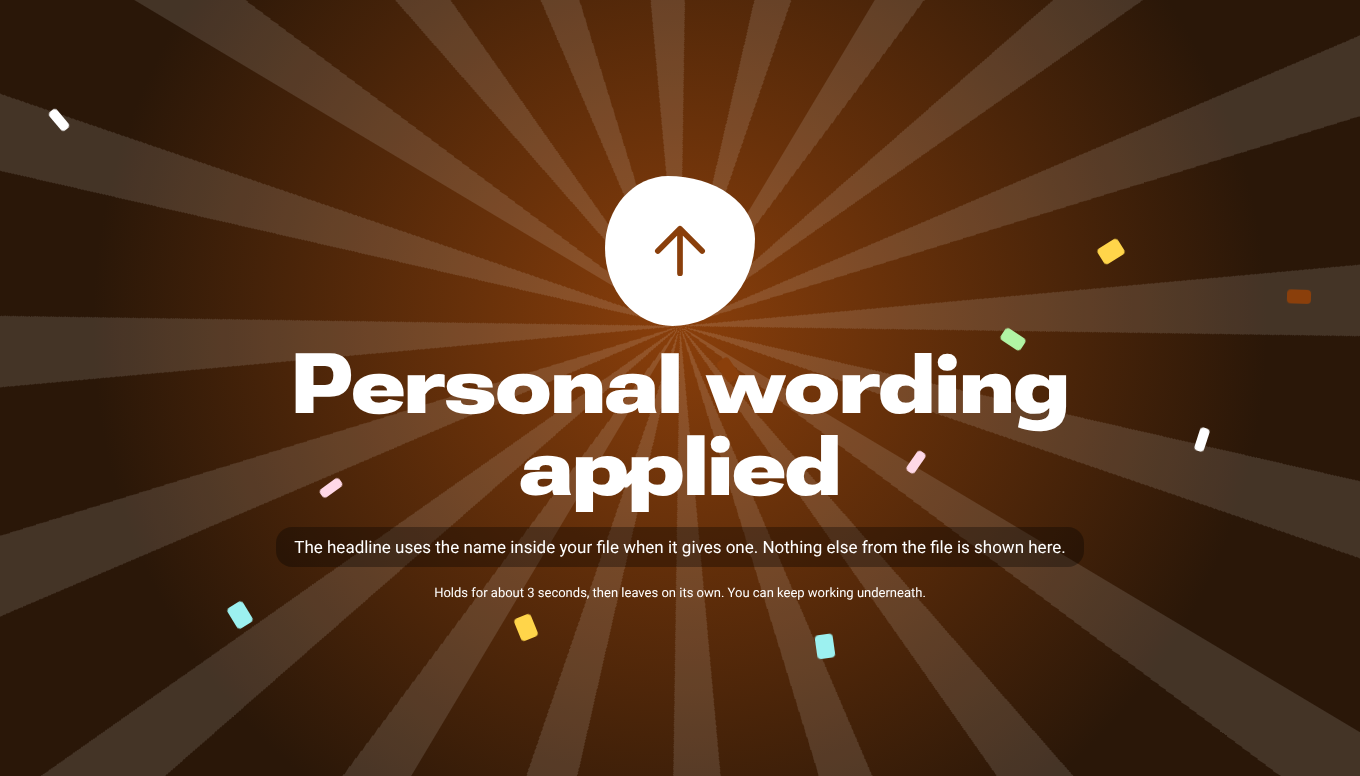 Personal wording
applied
The headline uses the name inside your file when it gives one. Nothing else from the file is shown here.
Holds for about 3 seconds, then leaves on its own. You can keep working underneath.